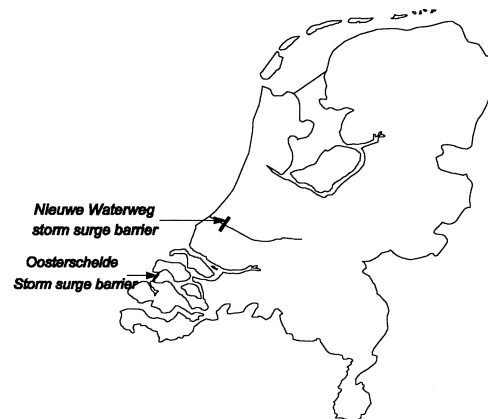 Nieuwe Waterweg
storm surge barrier
Oosterschelde
Storm surge barrier